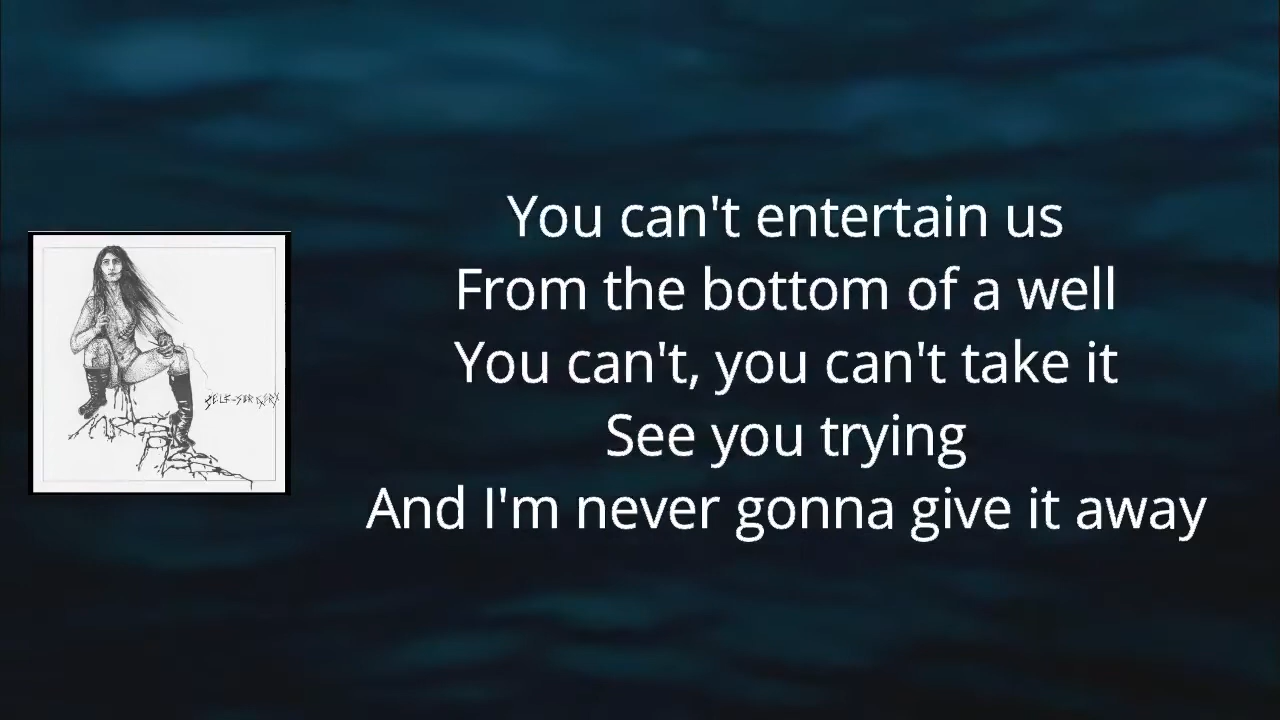 You can't entertain us
From the bottom of a well
You can't, you can't take it
See you trying
And I'm never gonna give it away